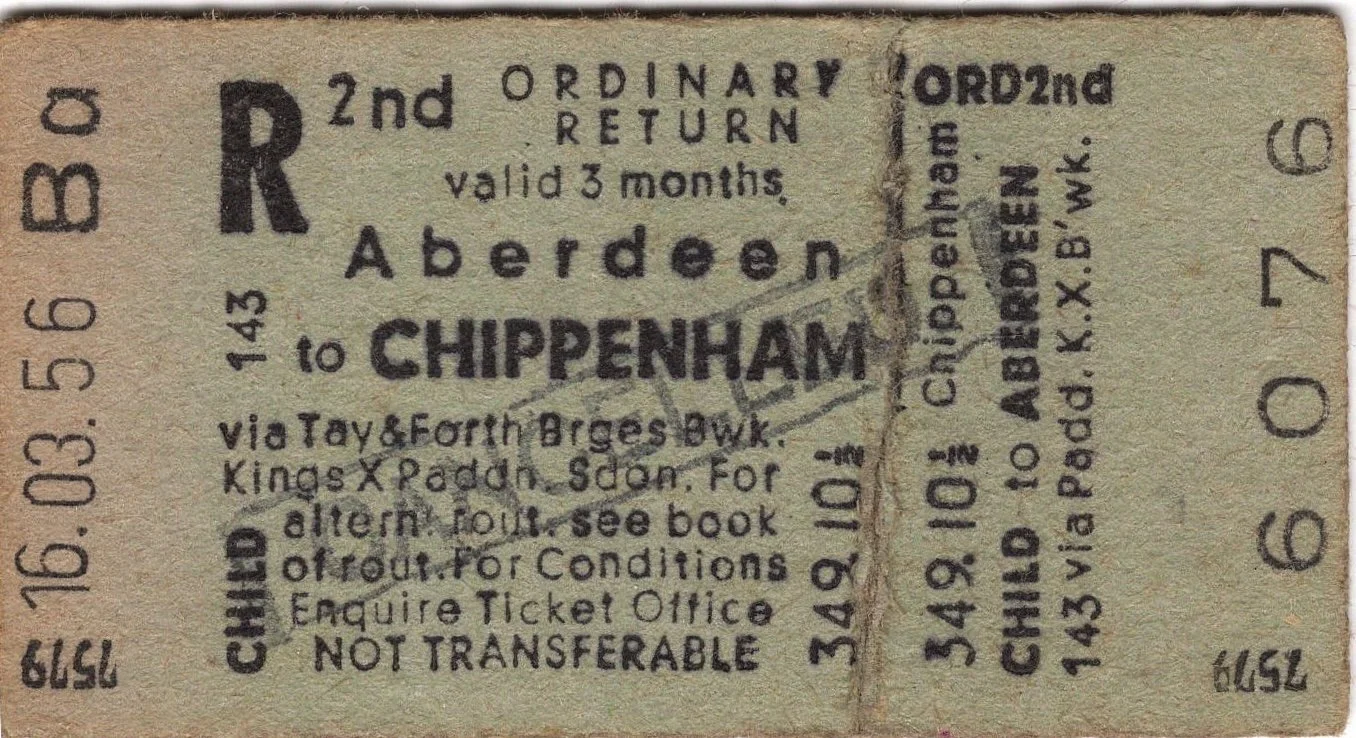 16.03.56 Ba
7579
R
2nd
ORDINARY
RETURN
valid 3 months.
Aberdeen
143
to CHIPPENHAM
via Tay&Forth Brges Bwk.
Kings X Paddn. Sdon. For
altern. rout. see book
of rout. For Conditions
Enquire Ticket Office
NOT TRANSFERABLE
CHILD
349. 10½
CANCELLED
ORD2nd
349. 10½ Chippenham
CHILD to ABERDEEN
143 via Padd.K.X.B'wk.
6076
7579